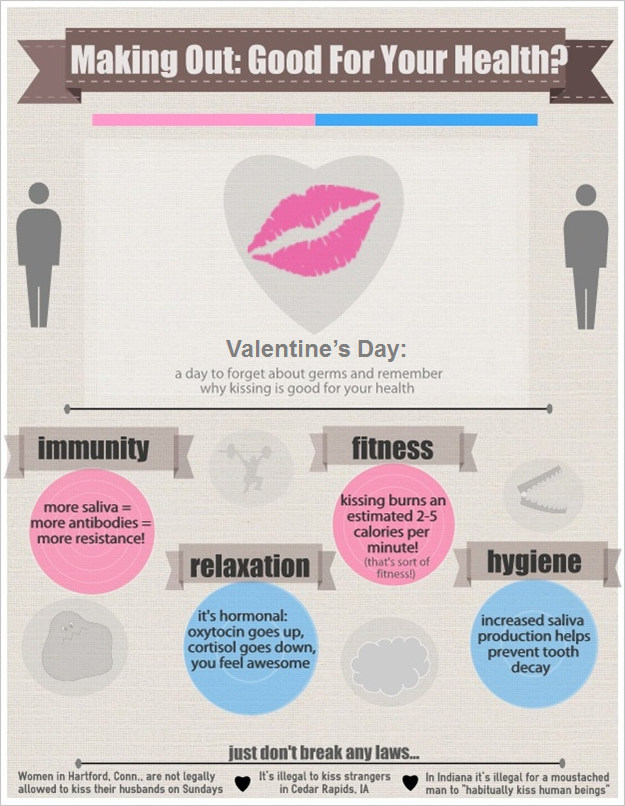 Making Out: Good For Your Health?
Valentine's Day:
a day to forget about germs and remember
why kissing is good for your health
immunity
more saliva =
more antibodies =
more resistance!
fitness
kissing burns an
estimated 2-5
calories per
minute!
(that's sort of
fitness!)
relaxation
it's hormonal:
oxytocin goes up,
cortisol goes down,
you feel awesome
hygiene
increased saliva
production helps
prevent tooth
decay
just don't break any laws...
Women in Hartford, Conn., are not legally
allowed to kiss their husbands on Sundays
It's illegal to kiss strangers
in Cedar Rapids, IA
In Indiana it's illegal for a moustached
man to "habitually kiss human beings"